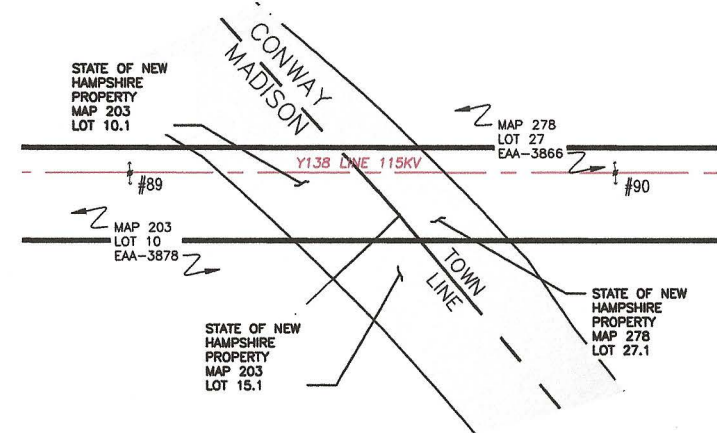 CONWAY
MADISON
STATE OF NEW
HAMPSHIRE
PROPERTY
MAP 203
LOT 10.1
MAP 278
LOT 27
EAA-3866
Y138 LINE 115KV
#89
#90
MAP 203
LOT 10
EAA-3878
TOWN
LINE
STATE OF NEW
HAMPSHIRE
PROPERTY
MAP 203
LOT 15.1
STATE OF NEW
HAMPSHIRE
PROPERTY
MAP 278
LOT 27.1